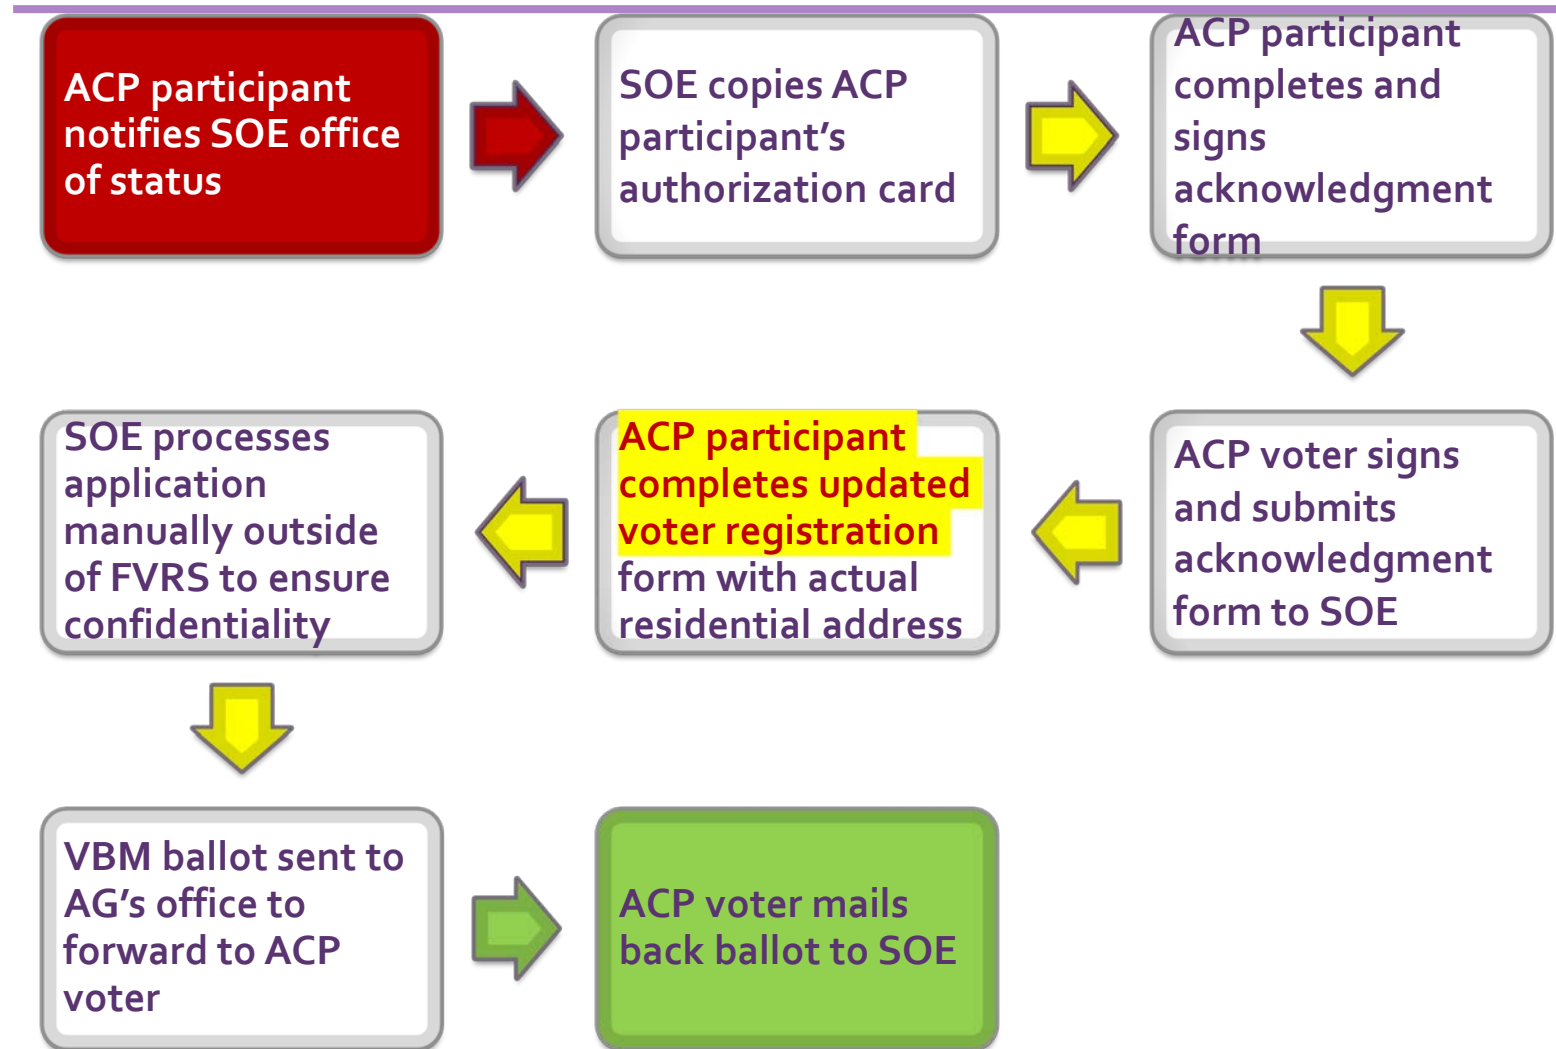 ACP participant
notifies SOE office
of status
SOE copies ACP
participant’s
authorization card
ACP participant
completes and
signs
acknowledgment
form
ACP voter signs
and submits
acknowledgment
form to SOE
ACP participant
completes updated
voter registration
form with actual
residential address
SOE processes
application
manually outside
of FVRS to ensure
confidentiality
VBM ballot sent to
AG’s office to
forward to ACP
voter
ACP voter mails
back ballot to SOE